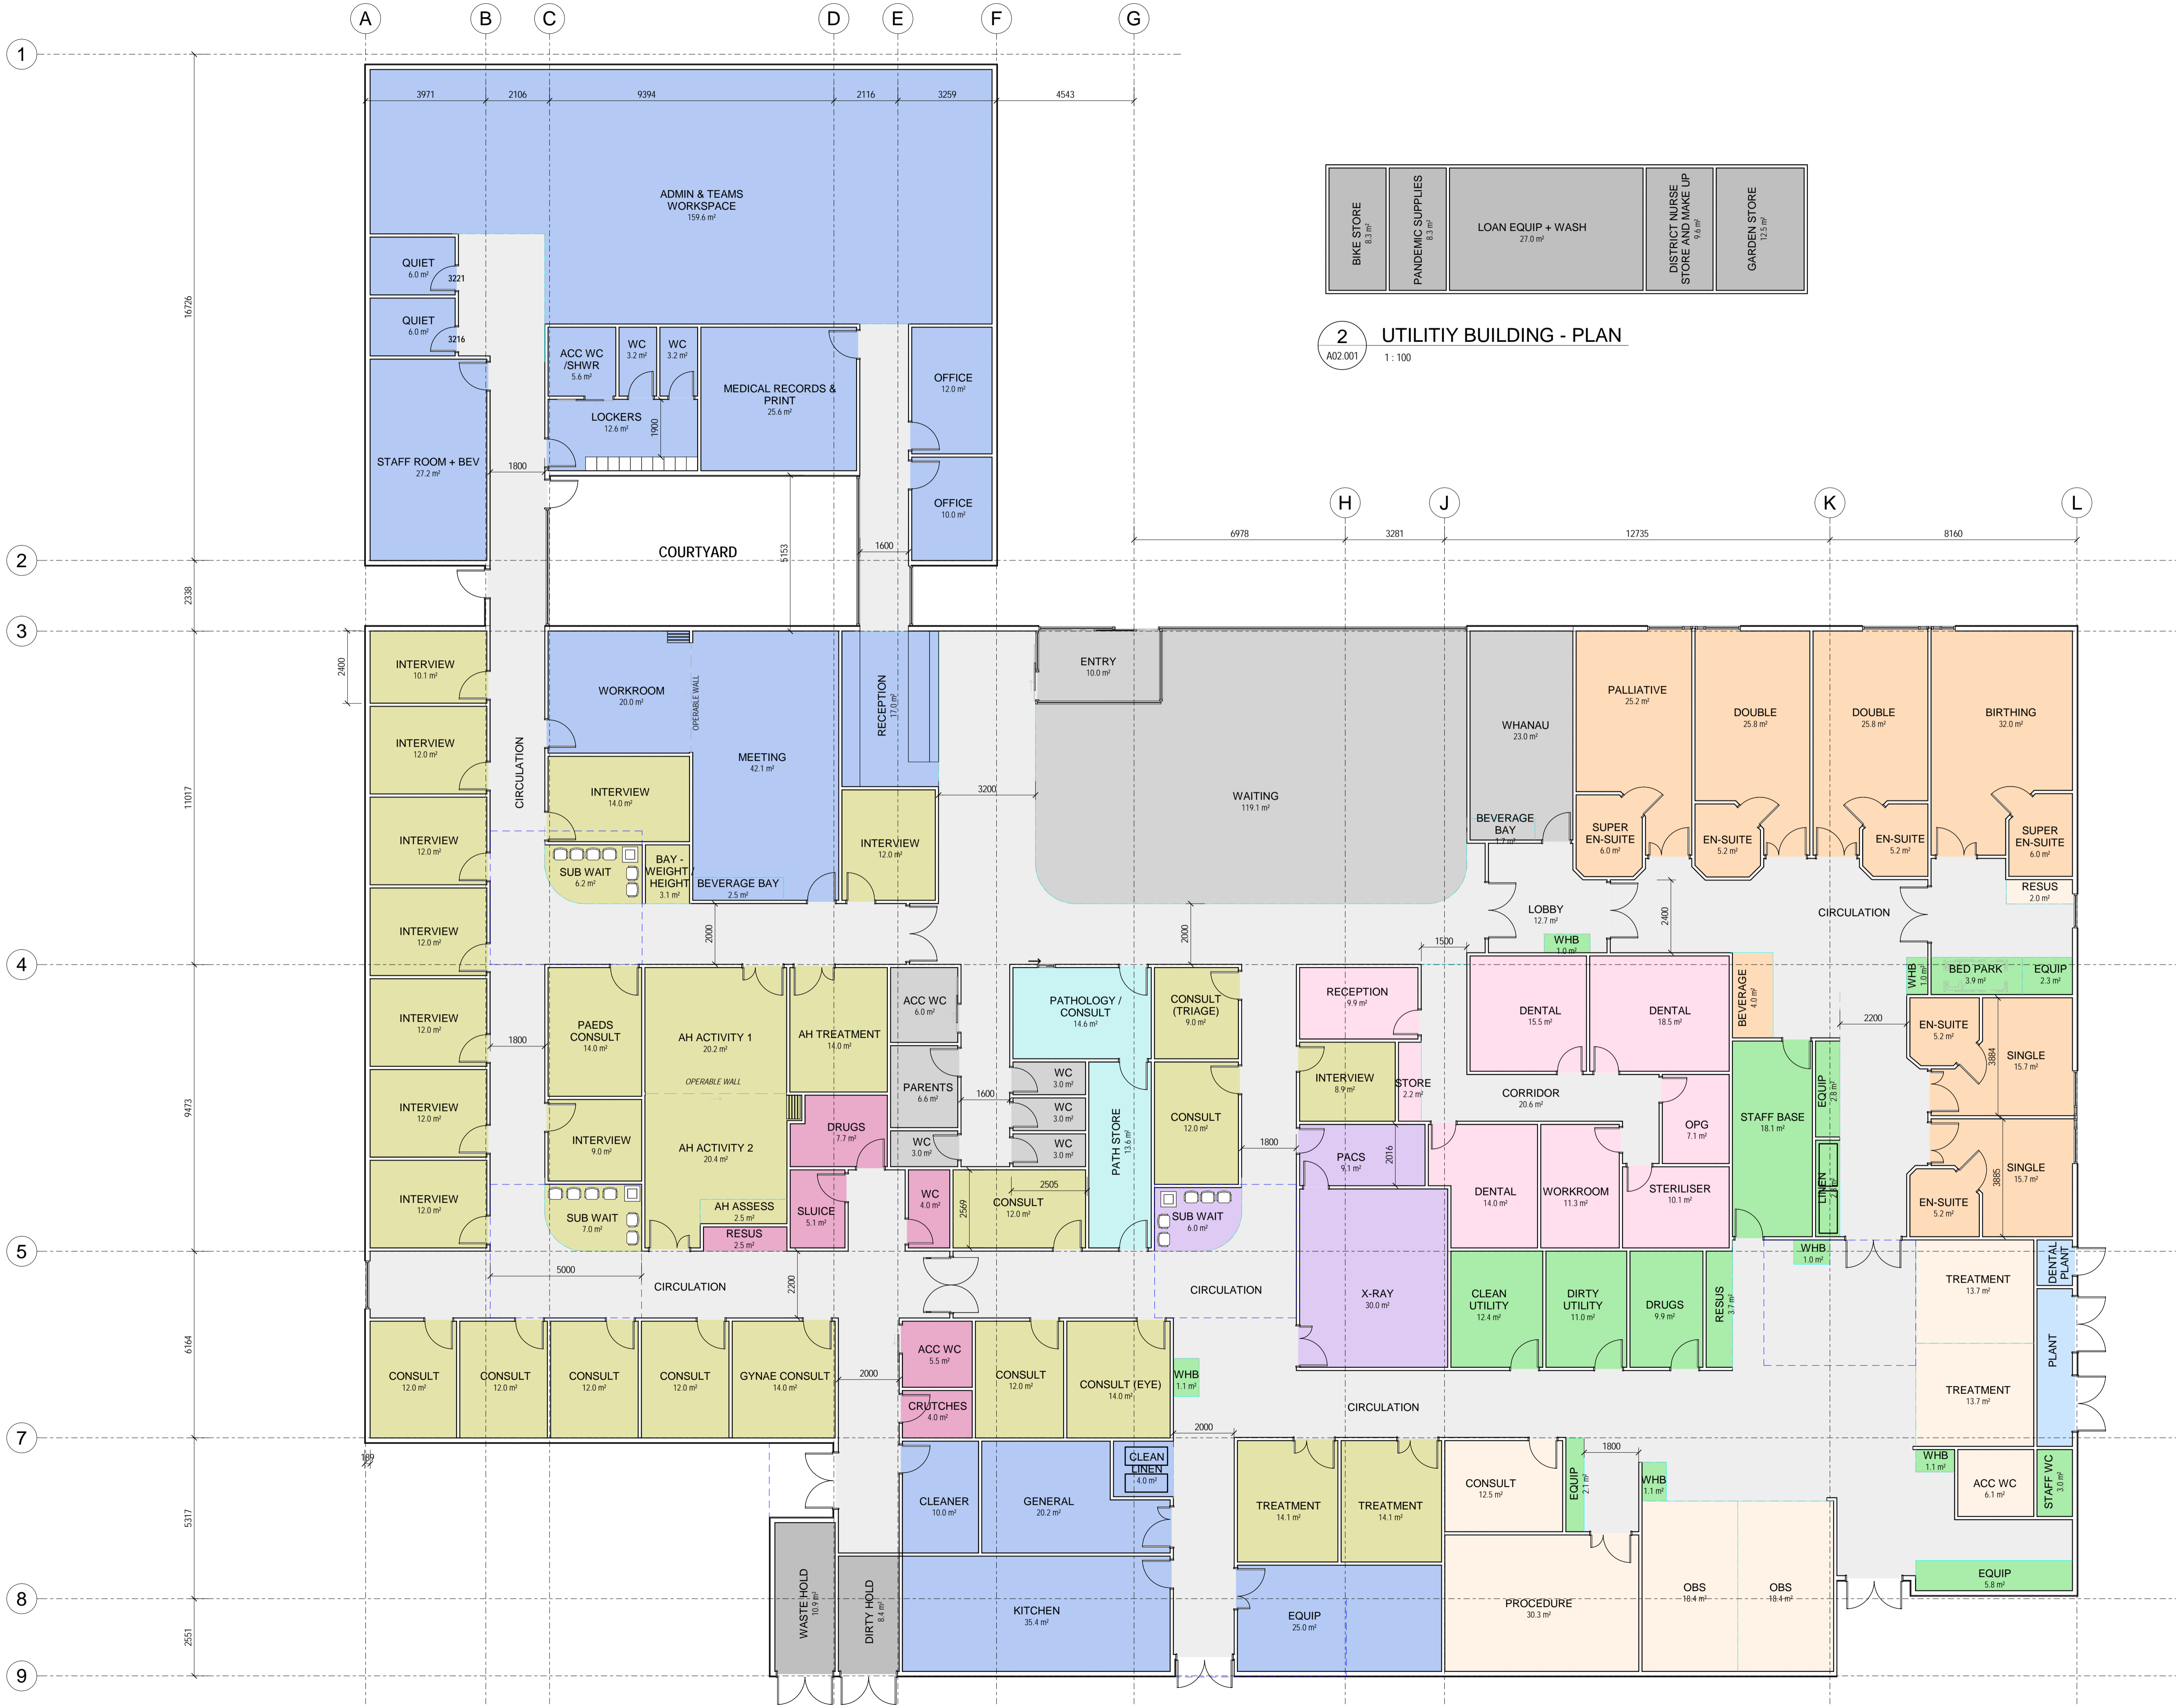 A B C D E F G
1
3971 2106 9394 2116 3259 4543
ADMIN & TEAMS
WORKSPACE
159.6 m²
BIKE STORE
8.3 m²
PANDEMIC SUPPLIES
8.3 m²
LOAN EQUIP + WASH
27.0 m²
DISTRICT NURSE
STORE AND MAKE UP
9.6 m²
GARDEN STORE
12.5 m²
2
A02.001
UTILITIY BUILDING - PLAN
1 : 100
16726
QUIET
6.0 m²
3221
QUIET
6.0 m²
3216
ACC WC
/SHWR
5.6 m²
WC
3.2 m²
WC
3.2 m²
MEDICAL RECORDS &
PRINT
25.6 m²
OFFICE
12.0 m²
LOCKERS
12.6 m²
1900
STAFF ROOM + BEV
27.2 m²
1800
OFFICE
10.0 m²
COURTYARD
5153
1600
H J K L
6978 3281 12735 8160
2
2338
3
2400
INTERVIEW
10.1 m²
WORKROOM
20.0 m²
OPERABLE WALL
RECEPTION
17.0 m²
ENTRY
10.0 m²
WHANAU
23.0 m²
PALLIATIVE
25.2 m²
DOUBLE
25.8 m²
DOUBLE
25.8 m²
BIRTHING
32.0 m²
11017
INTERVIEW
12.0 m²
CIRCULATION
MEETING
42.1 m²
INTERVIEW
14.0 m²
3200
WAITING
119.1 m²
INTERVIEW
12.0 m²
INTERVIEW
12.0 m²
BEVERAGE
BAY
1.7 m²
SUPER
EN-SUITE
6.0 m²
EN-SUITE
5.2 m²
EN-SUITE
5.2 m²
SUPER
EN-SUITE
6.0 m²
SUB WAIT
6.2 m²
BAY -
WEIGHT /
HEIGHT
3.1 m²
BEVERAGE BAY
2.5 m²
RESUS
2.0 m²
INTERVIEW
12.0 m²
2000
2000
LOBBY
12.7 m²
2400
CIRCULATION
1500
WHB
1.0 m²
4
INTERVIEW
12.0 m²
PAEDS
CONSULT
14.0 m²
AH ACTIVITY 1
20.2 m²
AH TREATMENT
14.0 m²
ACC WC
6.0 m²
PATHOLOGY /
CONSULT
14.6 m²
CONSULT
(TRIAGE)
9.0 m²
RECEPTION
9.9 m²
DENTAL
15.5 m²
DENTAL
18.5 m²
BEVERAGE
4.0 m²
WHB
1.0 m²
BED PARK
3.9 m²
EQUIP
2.3 m²
2200
1800
EN-SUITE
5.2 m²
3884
SINGLE
15.7 m²
9473
OPERABLE WALL
PARENTS
6.6 m²
1600
WC
3.0 m²
WC
3.0 m²
WC
3.0 m²
WC
3.0 m²
PATH STORE
13.6 m²
CONSULT
12.0 m²
INTERVIEW
8.9 m²
STORE
2.2 m²
CORRIDOR
20.6 m²
OPG
7.1 m²
STAFF BASE
18.1 m²
EQUIP
2.8 m²
INTERVIEW
12.0 m²
INTERVIEW
9.0 m²
AH ACTIVITY 2
20.4 m²
DRUGS
7.7 m²
1800
PACS
9.1 m²
2016
INTERVIEW
12.0 m²
SUB WAIT
7.0 m²
AH ASSESS
2.5 m²
RESUS
2.5 m²
SLUICE
5.1 m²
WC
4.0 m²
2569
CONSULT
12.0 m²
2505
SUB WAIT
6.0 m²
DENTAL
14.0 m²
WORKROOM
11.3 m²
STERILISER
10.1 m²
LINEN
EN-SUITE
5.2 m²
3885
SINGLE
15.7 m²
5
5000
CIRCULATION
2200
CIRCULATION
X-RAY
30.0 m²
CLEAN
UTILITY
12.4 m²
DIRTY
UTILITY
11.0 m²
DRUGS
9.9 m²
RESUS
3.7 m²
WHB
1.0 m²
TREATMENT
13.7 m²
DENTAL
PLANT
6164
CONSULT
12.0 m²
CONSULT
12.0 m²
CONSULT
12.0 m²
CONSULT
12.0 m²
GYNAE CONSULT
14.0 m²
2000
ACC WC
5.5 m²
CRUTCHES
4.0 m²
CONSULT
12.0 m²
CONSULT (EYE)
14.0 m²
WHB
1.1 m²
CIRCULATION
TREATMENT
13.7 m²
PLANT
7
189
2000
1800
5317
CLEANER
10.0 m²
GENERAL
20.2 m²
CLEAN
LINEN
4.0 m²
TREATMENT
14.1 m²
TREATMENT
14.1 m²
CONSULT
12.5 m²
EQUIP
2.1 m²
WHB
1.1 m²
WHB
1.1 m²
ACC WC
6.1 m²
STAFF WC
3.0 m²
8
WASTE HOLD
10.9 m²
DIRTY HOLD
8.4 m²
KITCHEN
35.4 m²
EQUIP
25.0 m²
PROCEDURE
30.3 m²
OBS
18.4 m²
OBS
18.4 m²
EQUIP
5.8 m²
2551
9